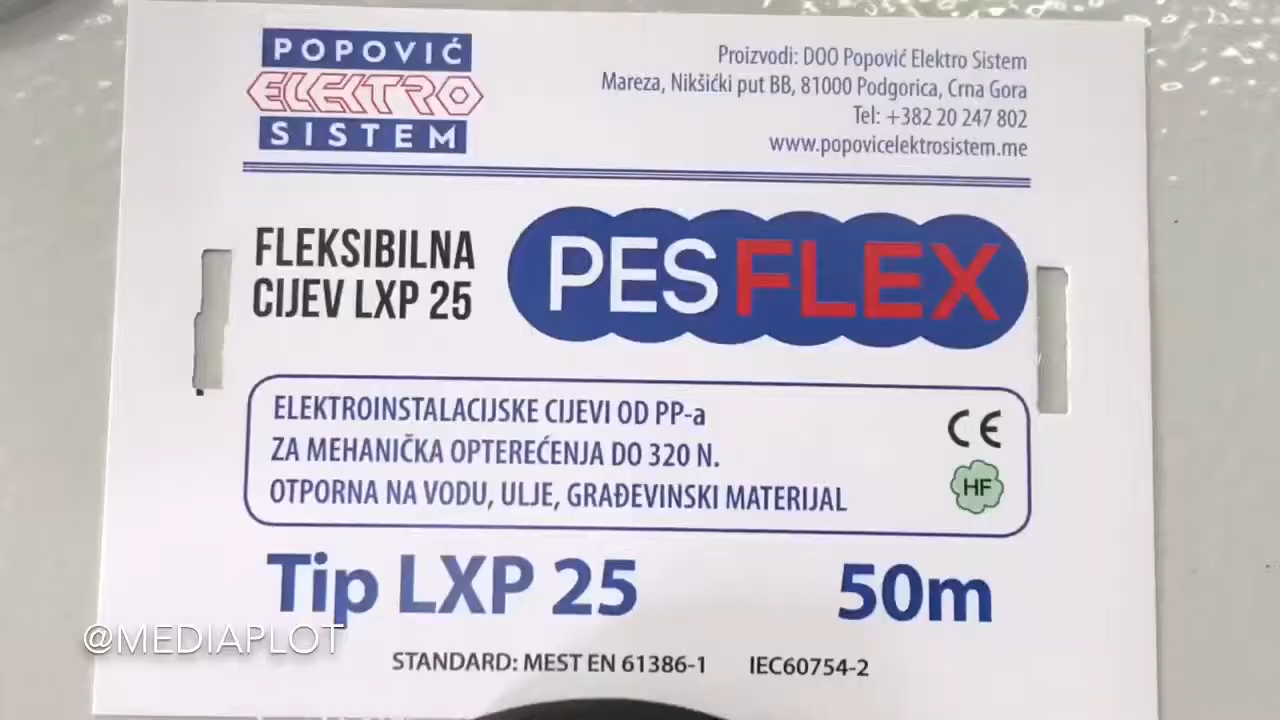 POPOVIĆ
ELEKTRO
SISTEM
Proizvodi: DOO Popović Elektro Sistem
Mareza, Nikšićki put BB, 81000 Podgorica, Crna Gora
Tel: +382 20 247 802
www.popovicelektrosistem.me
FLEKSIBILNA
CIJEV LXP 25
PESFLEX
ELEKTROINSTALACIJSKE CIJEVI OD PP-a
ZA MEHANIČKA OPTEREĆENJA DO 320 N.
OTPORNA NA VODU, ULJE, GRAĐEVINSKI MATERIJAL
CE
HF
Tip LXP 25 50m
@MEDIAPLOT
STANDARD: MEST EN 61386-1 IEC60754-2